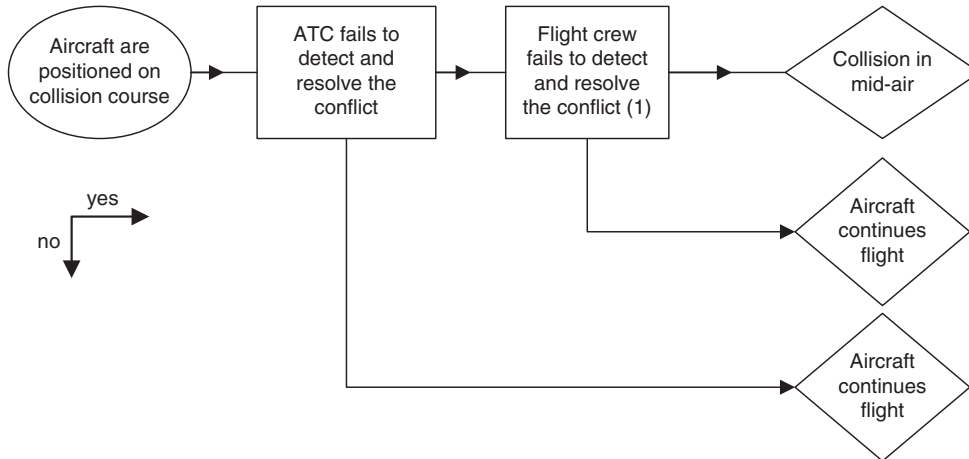 Aircraft are
positioned on
collision course
ATC fails to
detect and
resolve the
conflict
Flight crew
fails to detect
and resolve
the conflict (1)
Collision in
mid-air
yes
no
Aircraft
continues
flight
Aircraft
continues
flight